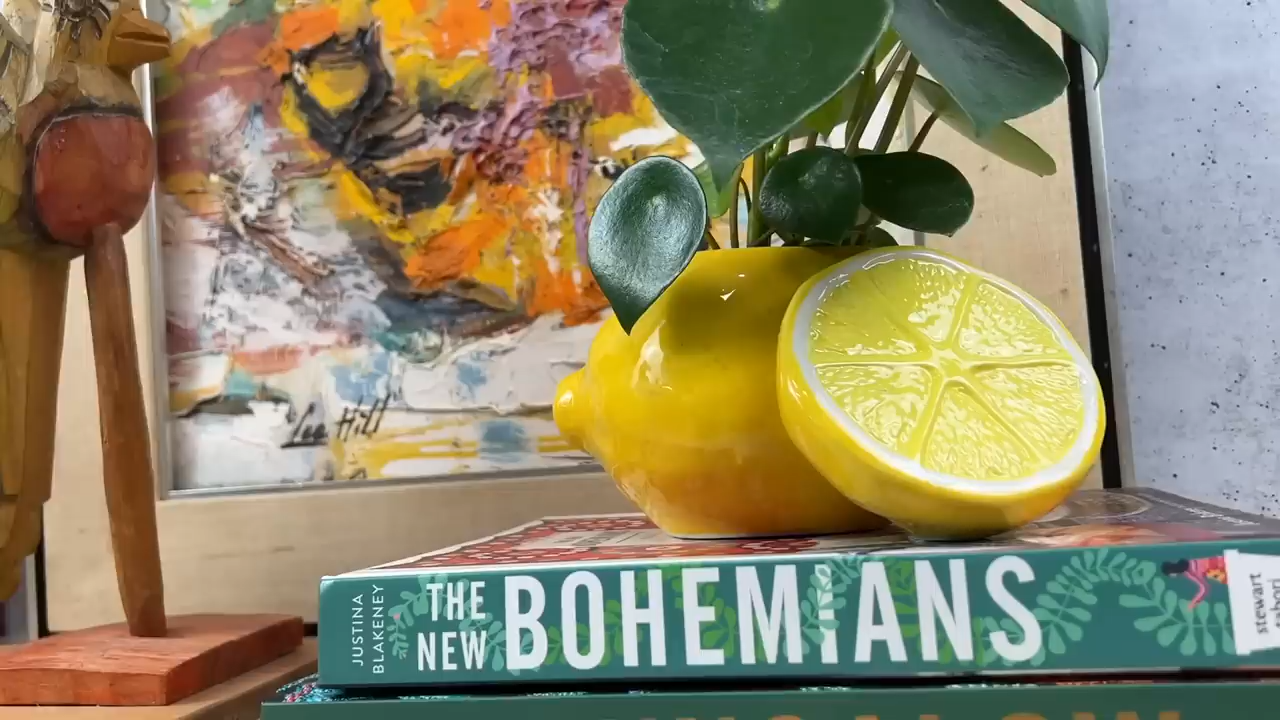 Lee Hill
JUSTINA
BLAKENEY
THE
NEW
BOHEMIANS
stewart